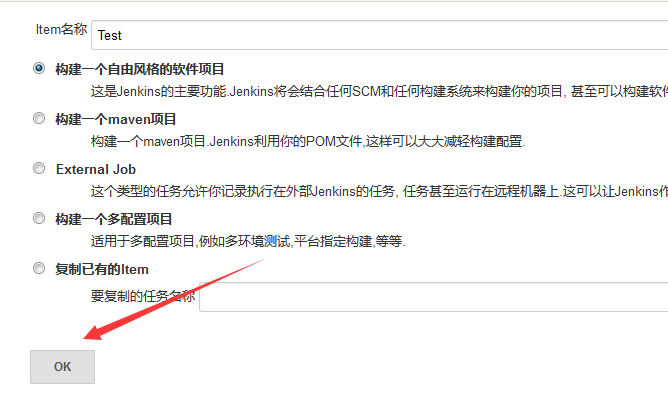 Item名称 Test
构建一个自由风格的软件项目
这是Jenkins的主要功能.Jenkins将会结合任何SCM和任何构建系统来构建你的项目, 甚至可以构建软件
构建一个maven项目
构建一个maven项目.Jenkins利用你的POM文件,这样可以大大减轻构建配置.
External Job
这个类型的任务允许你记录执行在外部Jenkins的任务, 任务甚至运行在远程机器上.这可以让Jenkins作
构建一个多配置项目
适用于多配置项目,例如多环境测试,平台指定构建,等等.
复制已有的Item
要复制的任务名称
OK